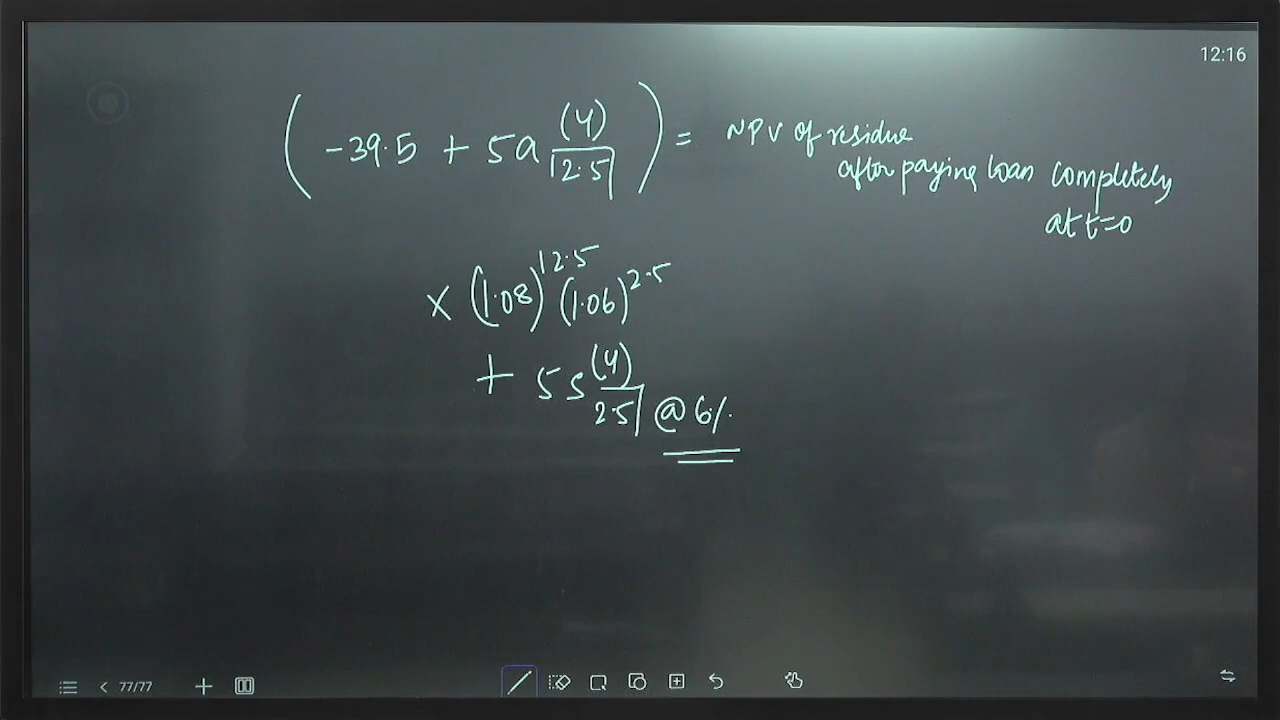 12:16
( -39.5 + 5a (4) 12.5| ) = NPV of residue
after paying loan completely
at t=0
x (1.08)^12.5 (1.06)^2.5
+ 5s (4) 2.5| @ 6%.
77/77